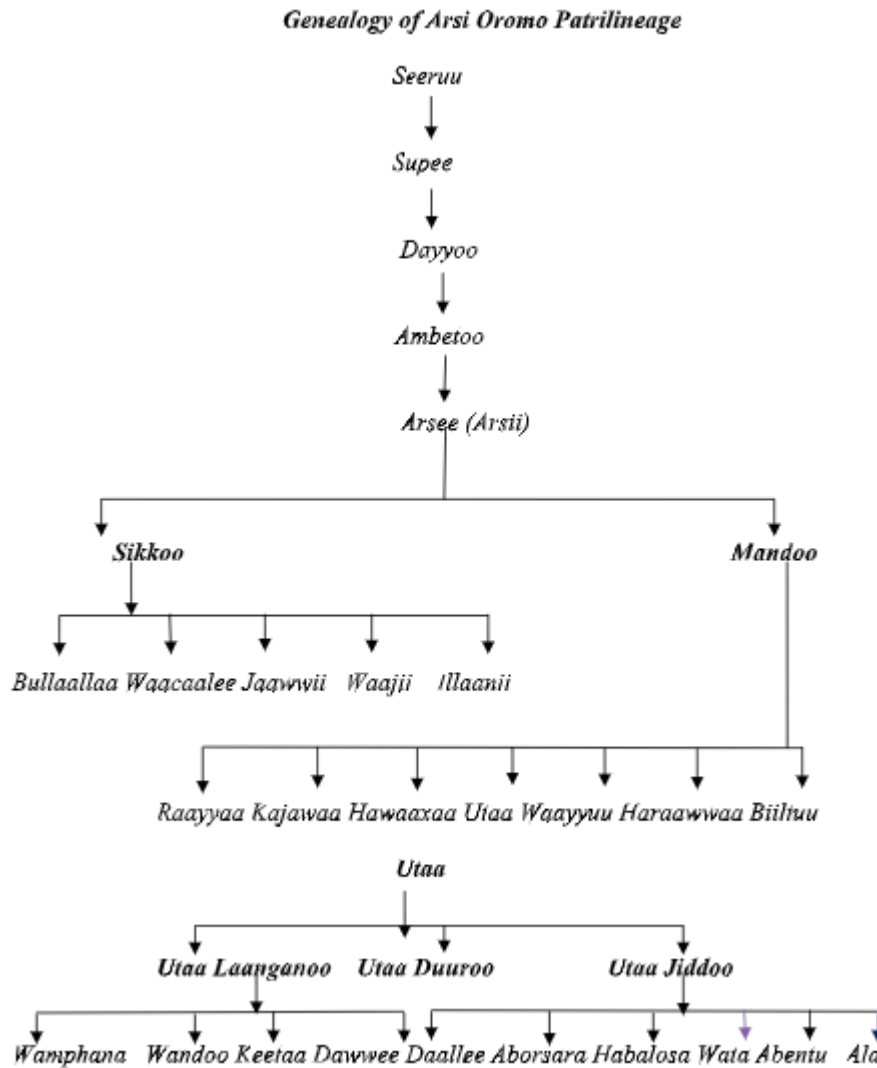 Genealogy of Arsi Oromo Patrilineage
Seeruu
Supee
Dayyoo
Ambetoo
Arsee (Arsii)
Sikkoo Mandoo
Bullaallaa Waacaalee Jaawwii Waajii Illaanii
Raayyaa Kajawaa Hawaaxaa Utaa Waayyuu Haraawwaa Biiltuu
Utaa
Utaa Laanganoo Utaa Duuroo Utaa Jiddoo
Wamphana Wandoo Keetaa Dawwee Daallee Aborsara Habalosa Wata Abentu